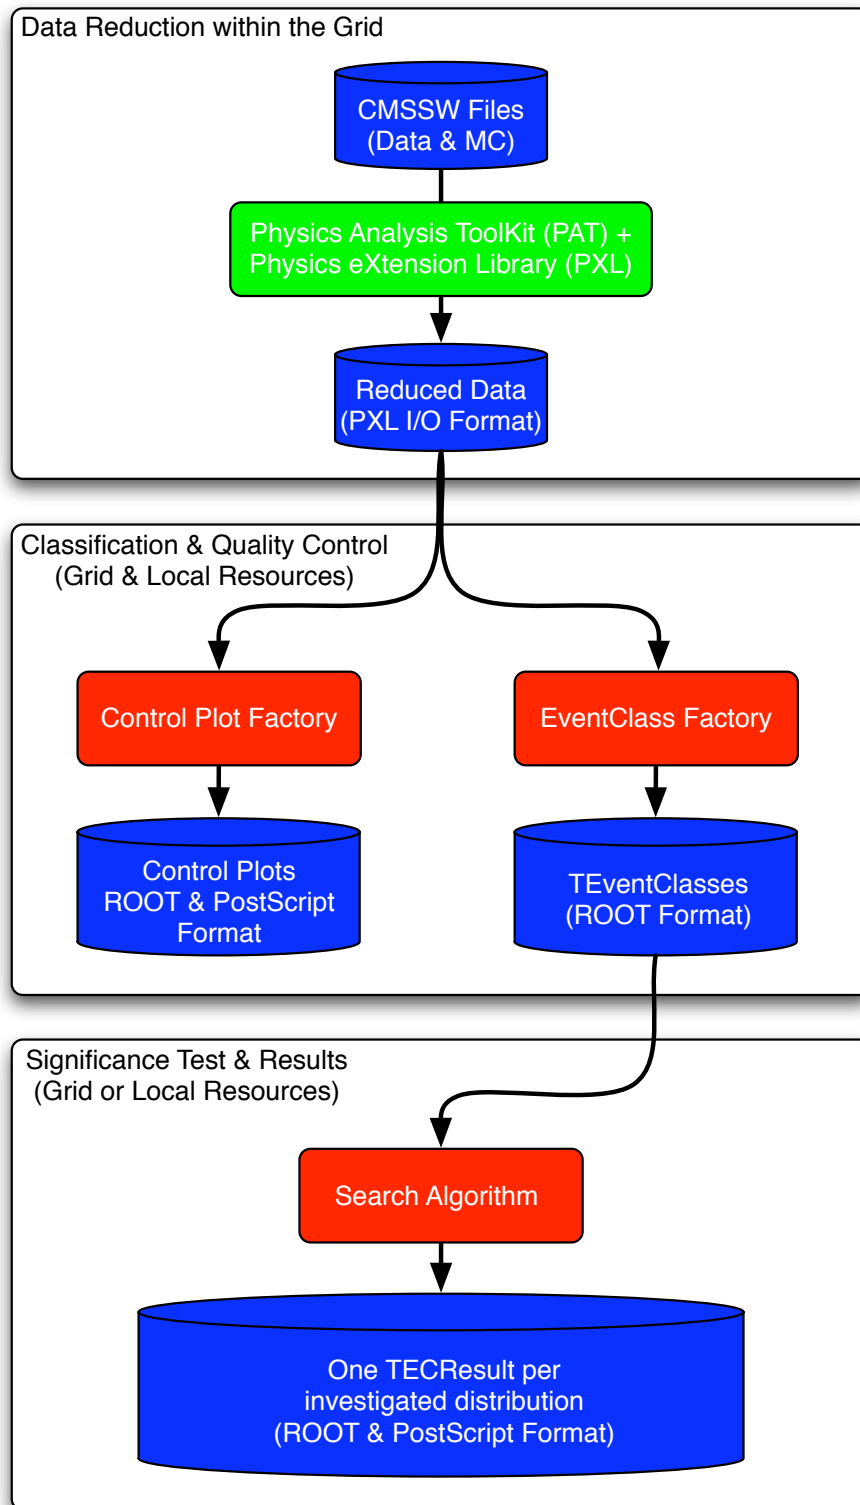 Data Reduction within the Grid
CMSSW Files
(Data & MC)
Physics Analysis ToolKit (PAT) +
Physics eXtension Library (PXL)
Reduced Data
(PXL I/O Format)
Classification & Quality Control
(Grid & Local Resources)
Control Plot Factory
EventClass Factory
Control Plots
ROOT & PostScript
Format
TEventClasses
(ROOT Format)
Significance Test & Results
(Grid or Local Resources)
Search Algorithm
One TECResult per
investigated distribution
(ROOT & PostScript Format)